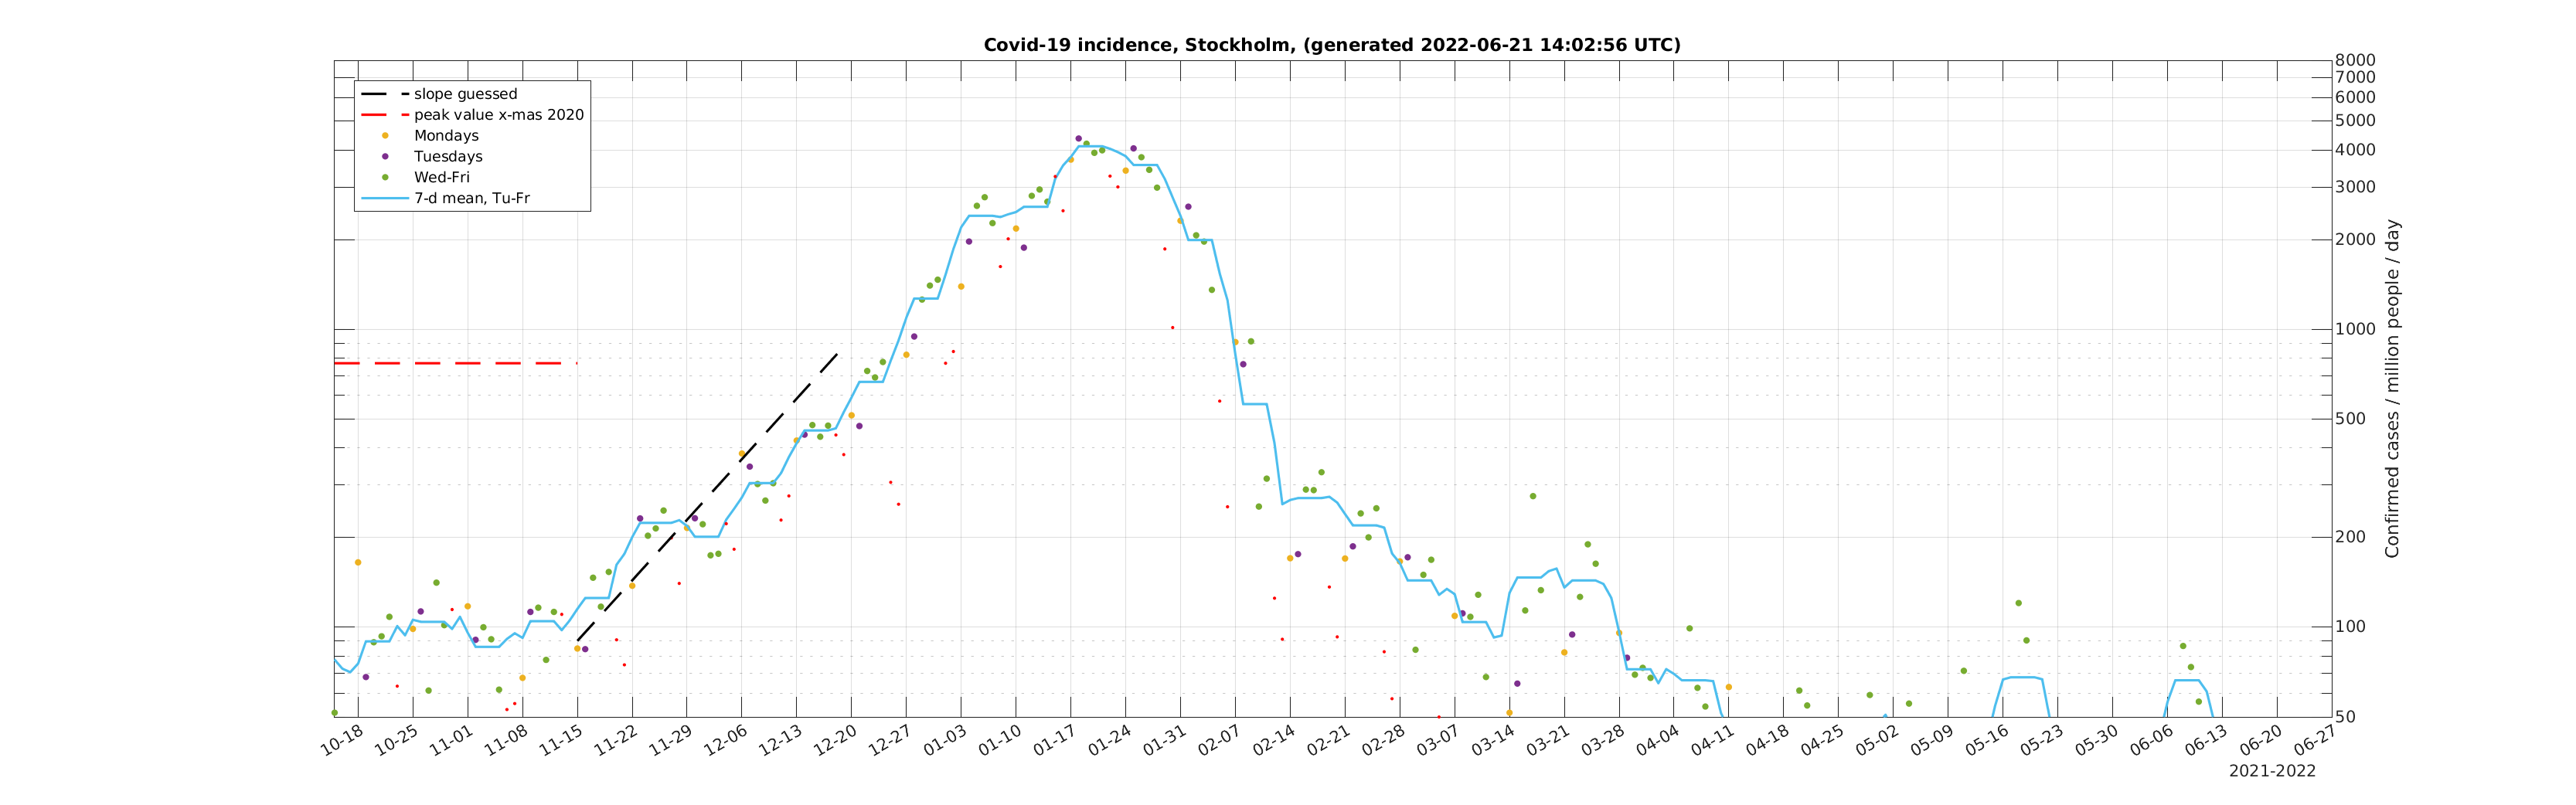 Covid-19 incidence, Stockholm, (generated 2022-06-21 14:02:56 UTC)
slope guessed
peak value x-mas 2020
Mondays
Tuesdays
Wed-Fri
7-d mean, Tu-Fr
8000
7000
6000
5000
4000
3000
2000
1000
500
200
100
50
Confirmed cases / million people / day
10-18 10-25 11-01 11-08 11-15 11-22 11-29 12-06 12-13 12-20 12-27 01-03 01-10 01-17 01-24 01-31 02-07 02-14 02-21 02-28 03-07 03-14 03-21 03-28 04-04 04-11 04-18 04-25 05-02 05-09 05-16 05-23 05-30 06-06 06-13 06-20 06-27
2021-2022